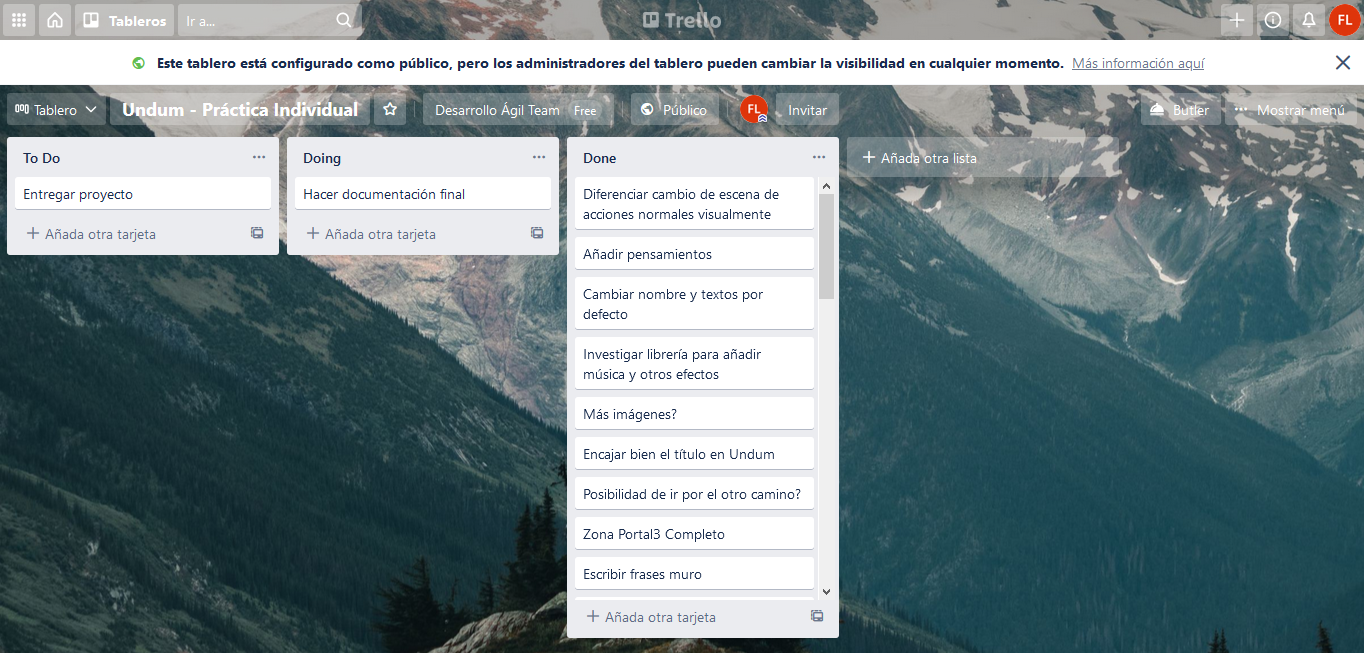 Tableros
Ir a...
Trello
FL
Este tablero está configurado como público, pero los administradores del tablero pueden cambiar la visibilidad en cualquier momento. Más información aquí
Tablero
Undum - Práctica Individual
Desarrollo Ágil Team Free
Público
FL
Invitar
Butler
Mostrar menú
To Do
Entregar proyecto
Añada otra tarjeta
Doing
Hacer documentación final
Añada otra tarjeta
Done
Diferenciar cambio de escena de
acciones normales visualmente
Añadir pensamientos
Cambiar nombre y textos por
defecto
Investigar librería para añadir
música y otros efectos
Más imágenes?
Encajar bien el título en Undum
Posibilidad de ir por el otro camino?
Zona Portal3 Completo
Escribir frases muro
Añada otra tarjeta
Añada otra lista